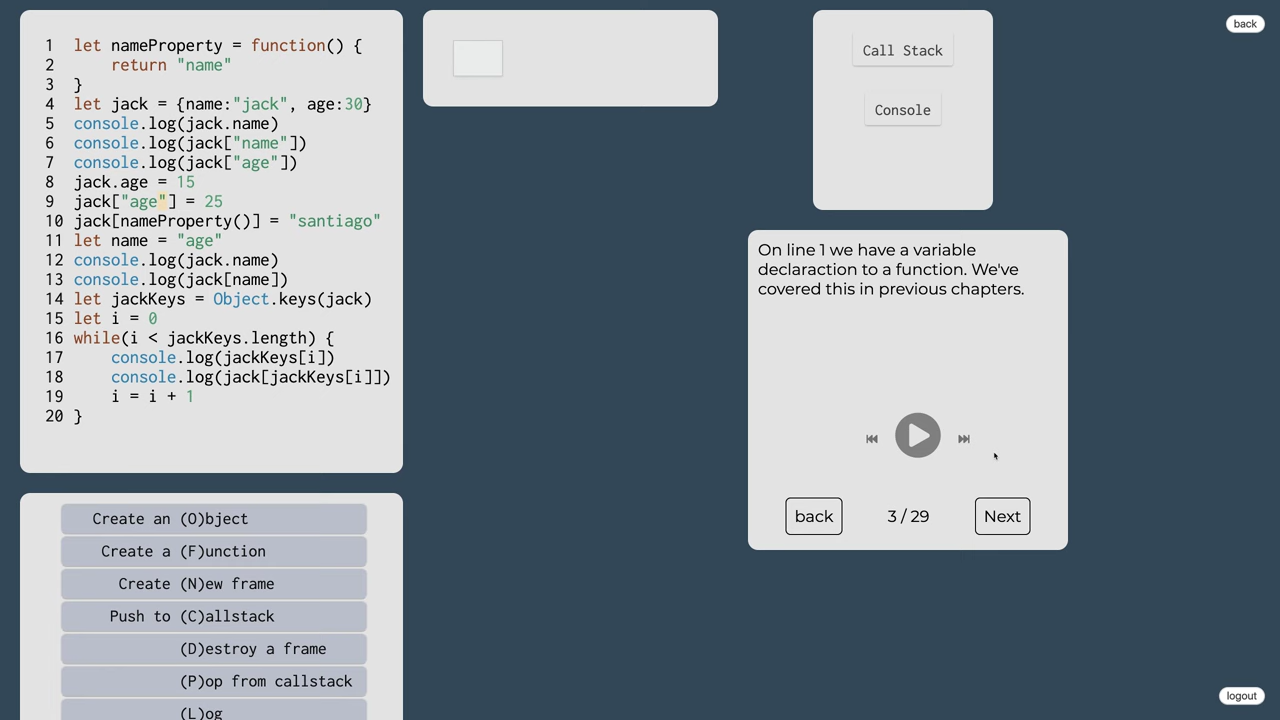 1 let nameProperty = function() {
2 return "name"
3 }
4 let jack = {name:"jack", age:30}
5 console.log(jack.name)
6 console.log(jack["name"])
7 console.log(jack["age"])
8 jack.age = 15
9 jack["age"] = 25
10 jack[nameProperty()] = "santiago"
11 let name = "age"
12 console.log(jack.name)
13 console.log(jack[name])
14 let jackKeys = Object.keys(jack)
15 let i = 0
16 while(i < jackKeys.length) {
17 console.log(jackKeys[i])
18 console.log(jack[jackKeys[i]])
19 i = i + 1
20 }
Create an (O)bject
Create a (F)unction
Create (N)ew frame
Push to (C)allstack
(D)estroy a frame
(P)op from callstack
(L)og
Call Stack
Console
On line 1 we have a variable
declaraction to a function. We've
covered this in previous chapters.
back
3 / 29
Next
back
logout